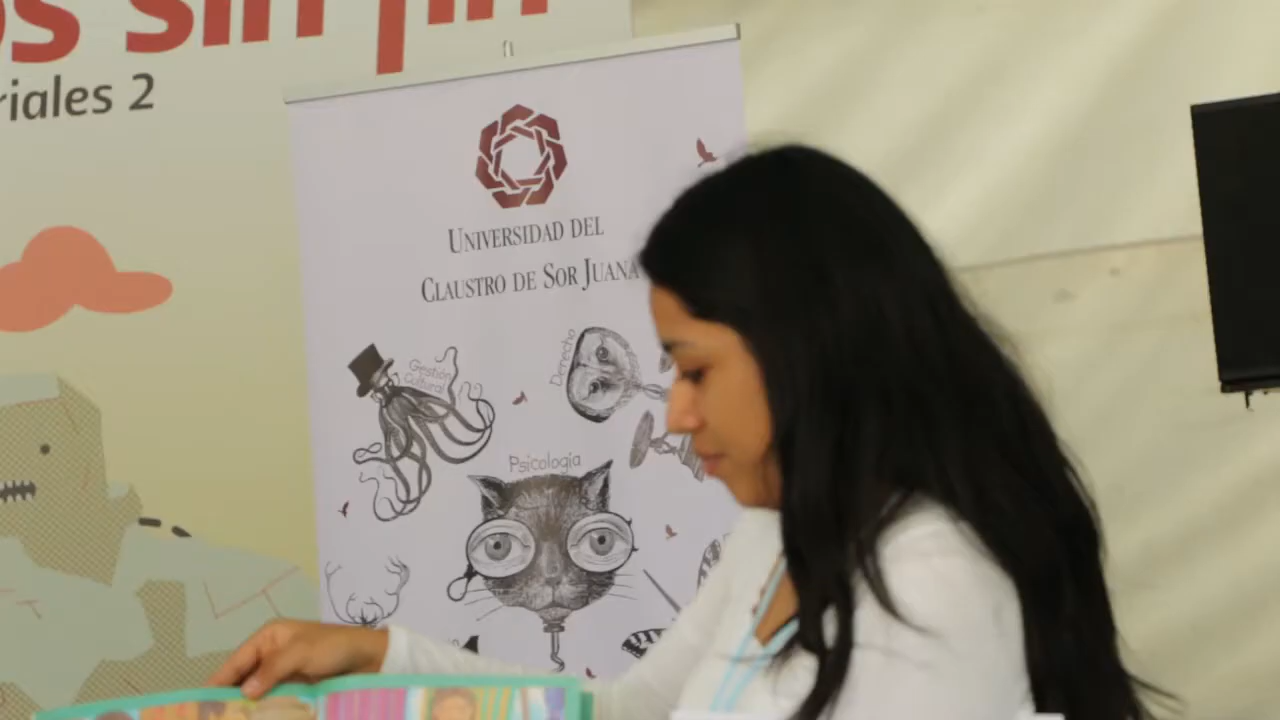 riales 2
UNIVERSIDAD DEL
CLAUSTRO DE SOR JUANA
Gestión
Cultural
Derecho
Psicología